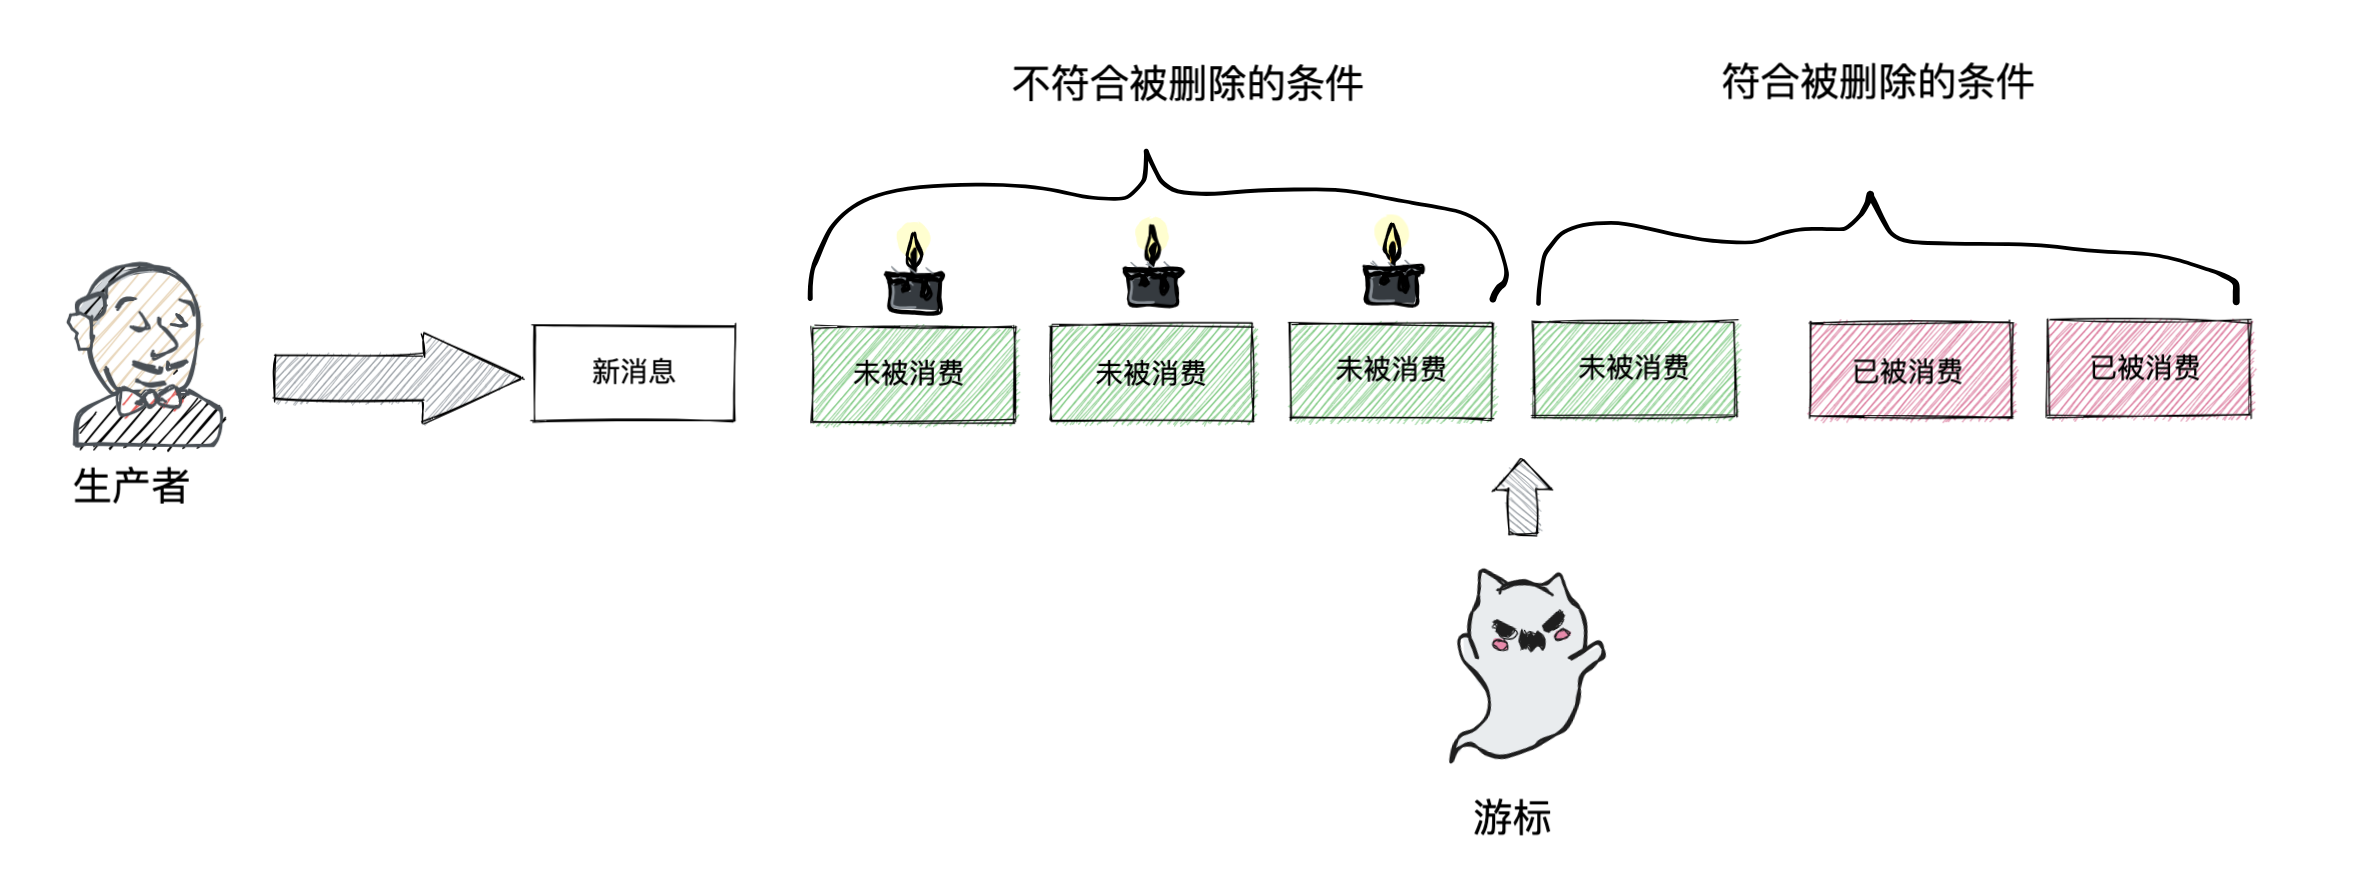 不符合被删除的条件
符合被删除的条件
新消息
未被消费
未被消费
未被消费
未被消费
已被消费
已被消费
生产者
游标